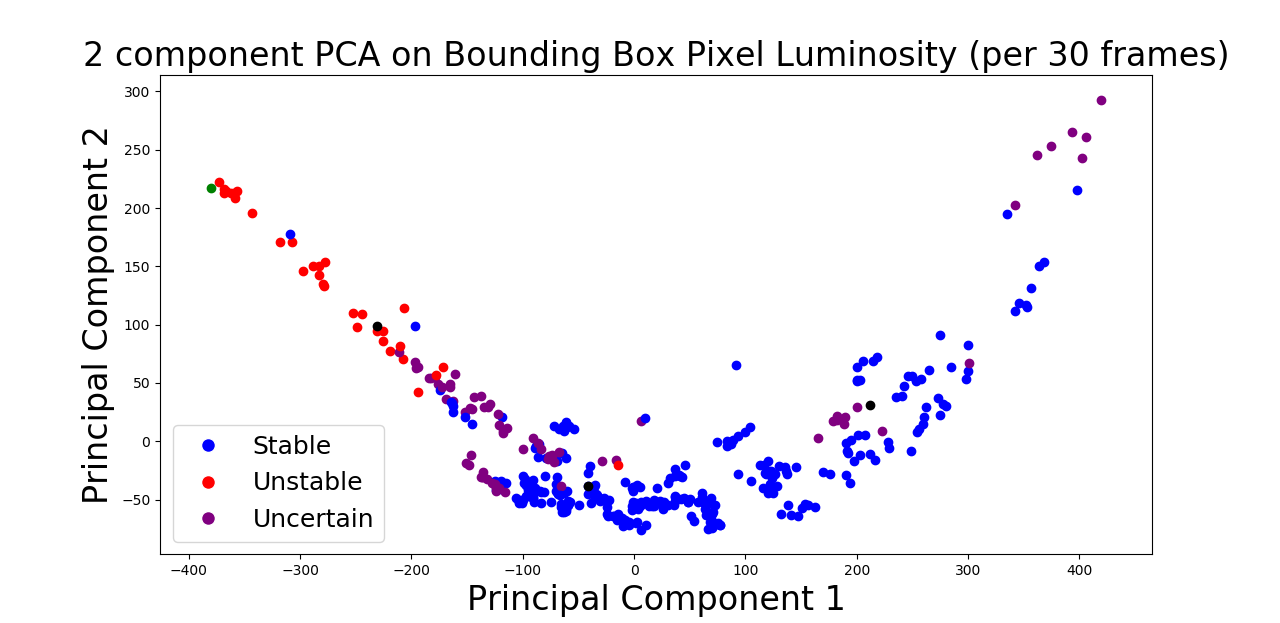 2 component PCA on Bounding Box Pixel Luminosity (per 30 frames)
Principal Component 2
300
250
200
150
100
50
0
−50
Stable
Unstable
Uncertain
−400 −300 −200 −100 0 100 200 300 400
Principal Component 1